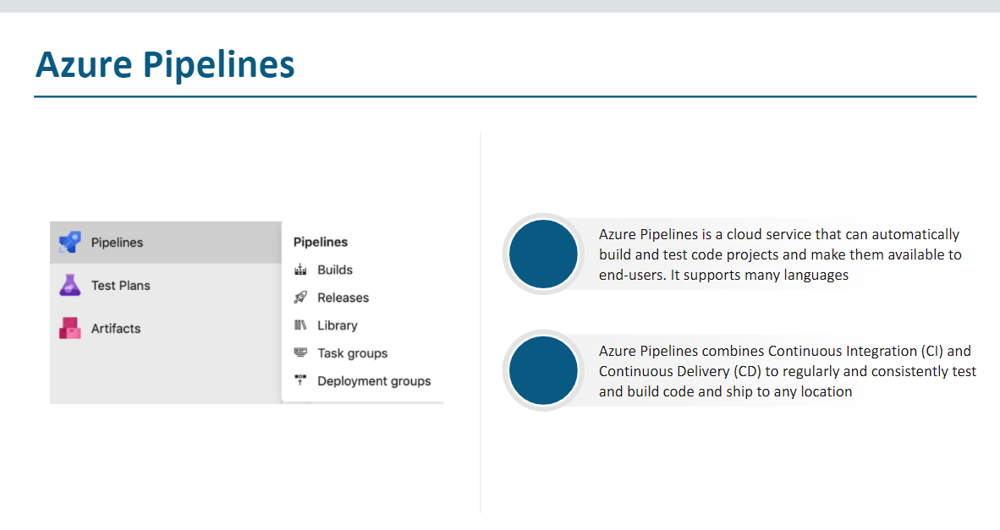 Azure Pipelines
Pipelines
Test Plans
Artifacts
Pipelines
Builds
Releases
Library
Task groups
Deployment groups
Azure Pipelines is a cloud service that can automatically
build and test code projects and make them available to
end-users. It supports many languages
Azure Pipelines combines Continuous Integration (CI) and
Continuous Delivery (CD) to regularly and consistently test
and build code and ship to any location